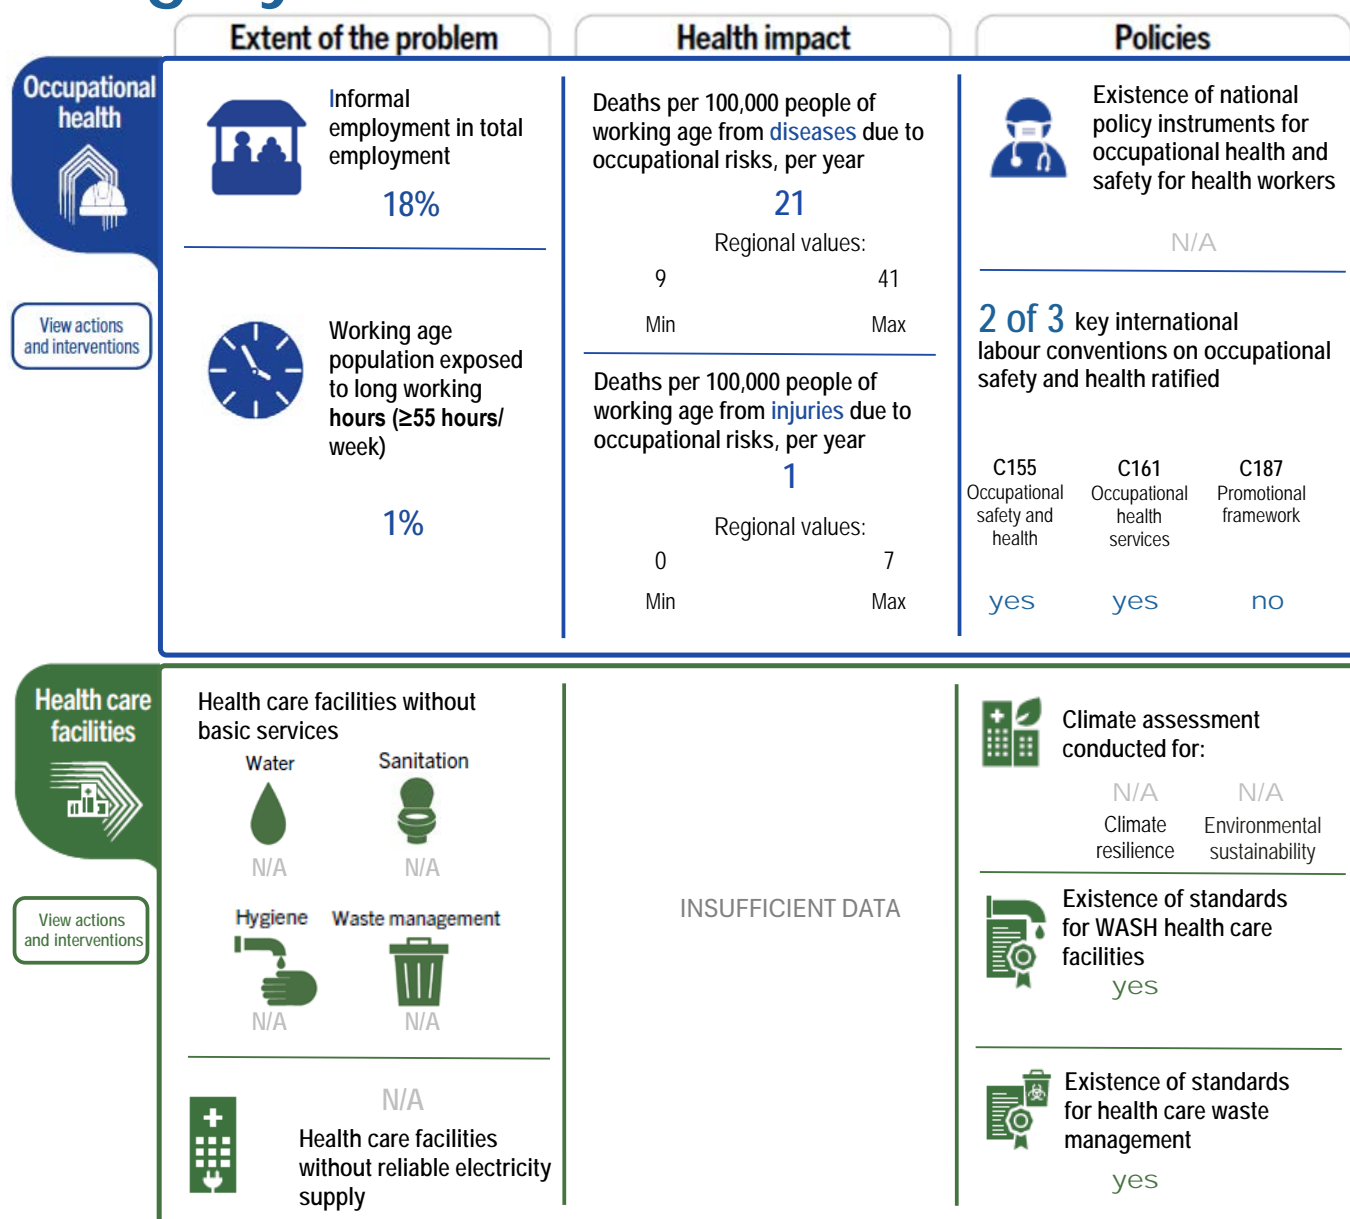 Extent of the problem
Health impact
Policies
Occupational
health
View actions
and interventions
Informal
employment in total
employment
18%
Working age
population exposed
to long working
hours (≥55 hours/
week)
1%
Deaths per 100,000 people of
working age from diseases due to
occupational risks, per year
21
Regional values:
9 41
Min Max
Deaths per 100,000 people of
working age from injuries due to
occupational risks, per year
1
Regional values:
0 7
Min Max
Existence of national
policy instruments for
occupational health and
safety for health workers
N/A
2 of 3 key international
labour conventions on occupational
safety and health ratified
C155
Occupational
safety and
health
yes
C161
Occupational
health
services
yes
C187
Promotional
framework
no
Health care
facilities
View actions
and interventions
Health care facilities without
basic services
Water
N/A
Sanitation
N/A
Hygiene
N/A
Waste management
N/A
N/A
Health care facilities
without reliable electricity
supply
INSUFFICIENT DATA
Climate assessment
conducted for:
N/A
Climate
resilience
N/A
Environmental
sustainability
Existence of standards
for WASH health care
facilities
yes
Existence of standards
for health care waste
management
yes